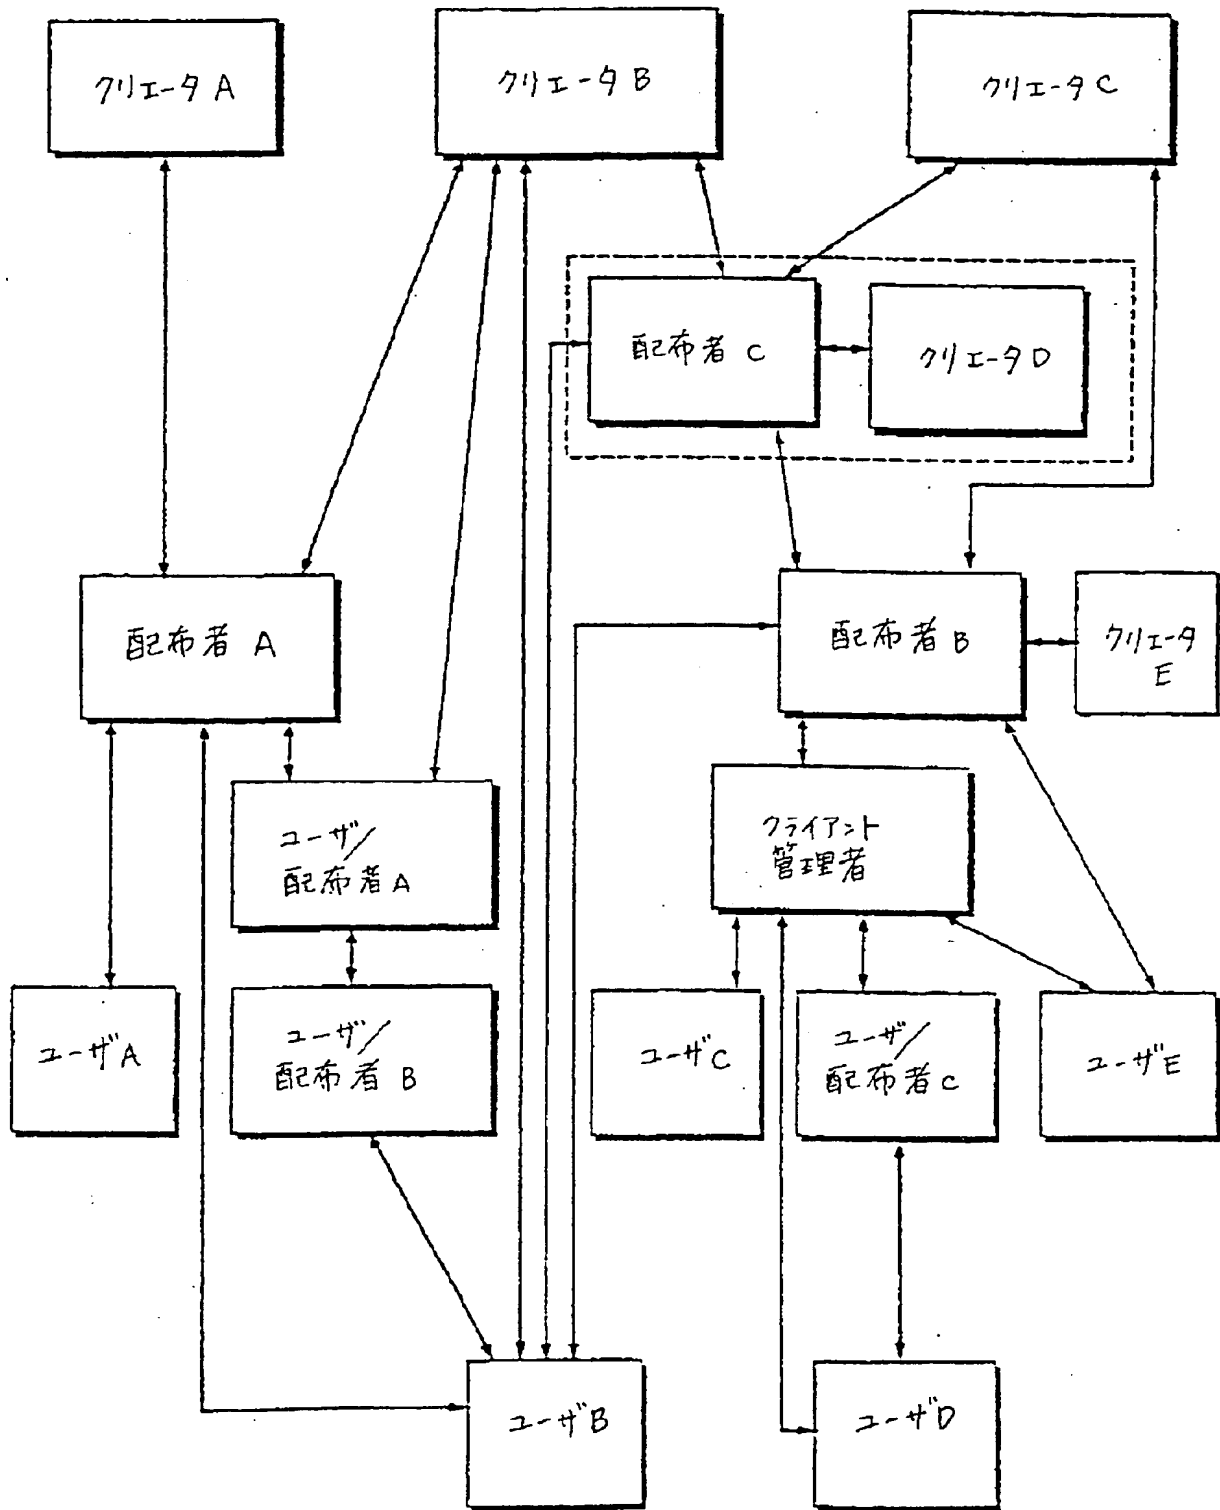 クリエータ A
クリエータ B
クリエータ C
配布者 C
クリエータ D
配布者 A
配布者 B
クリエータ
E
ユーザ/
配布者 A
クライアント
管理者
ユーザ A
ユーザ/
配布者 B
ユーザ C
ユーザ/
配布者 C
ユーザ E
ユーザ B
ユーザ D